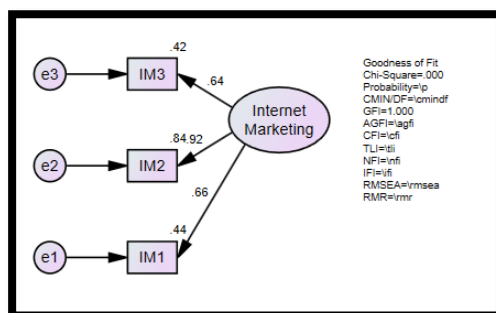 .42
e3
IM3
.64
Internet
Marketing
.84
.92
e2
IM2
.66
.44
e1
IM1
Goodness of Fit
Chi-Square=.000
Probability=\p
CMIN/DF=\cmindf
GFI=1.000
AGFI=\agfi
CFI=\cfi
TLI=\tli
NFI=\nfi
IFI=\ifi
RMSEA=\rmsea
RMR=\rmr